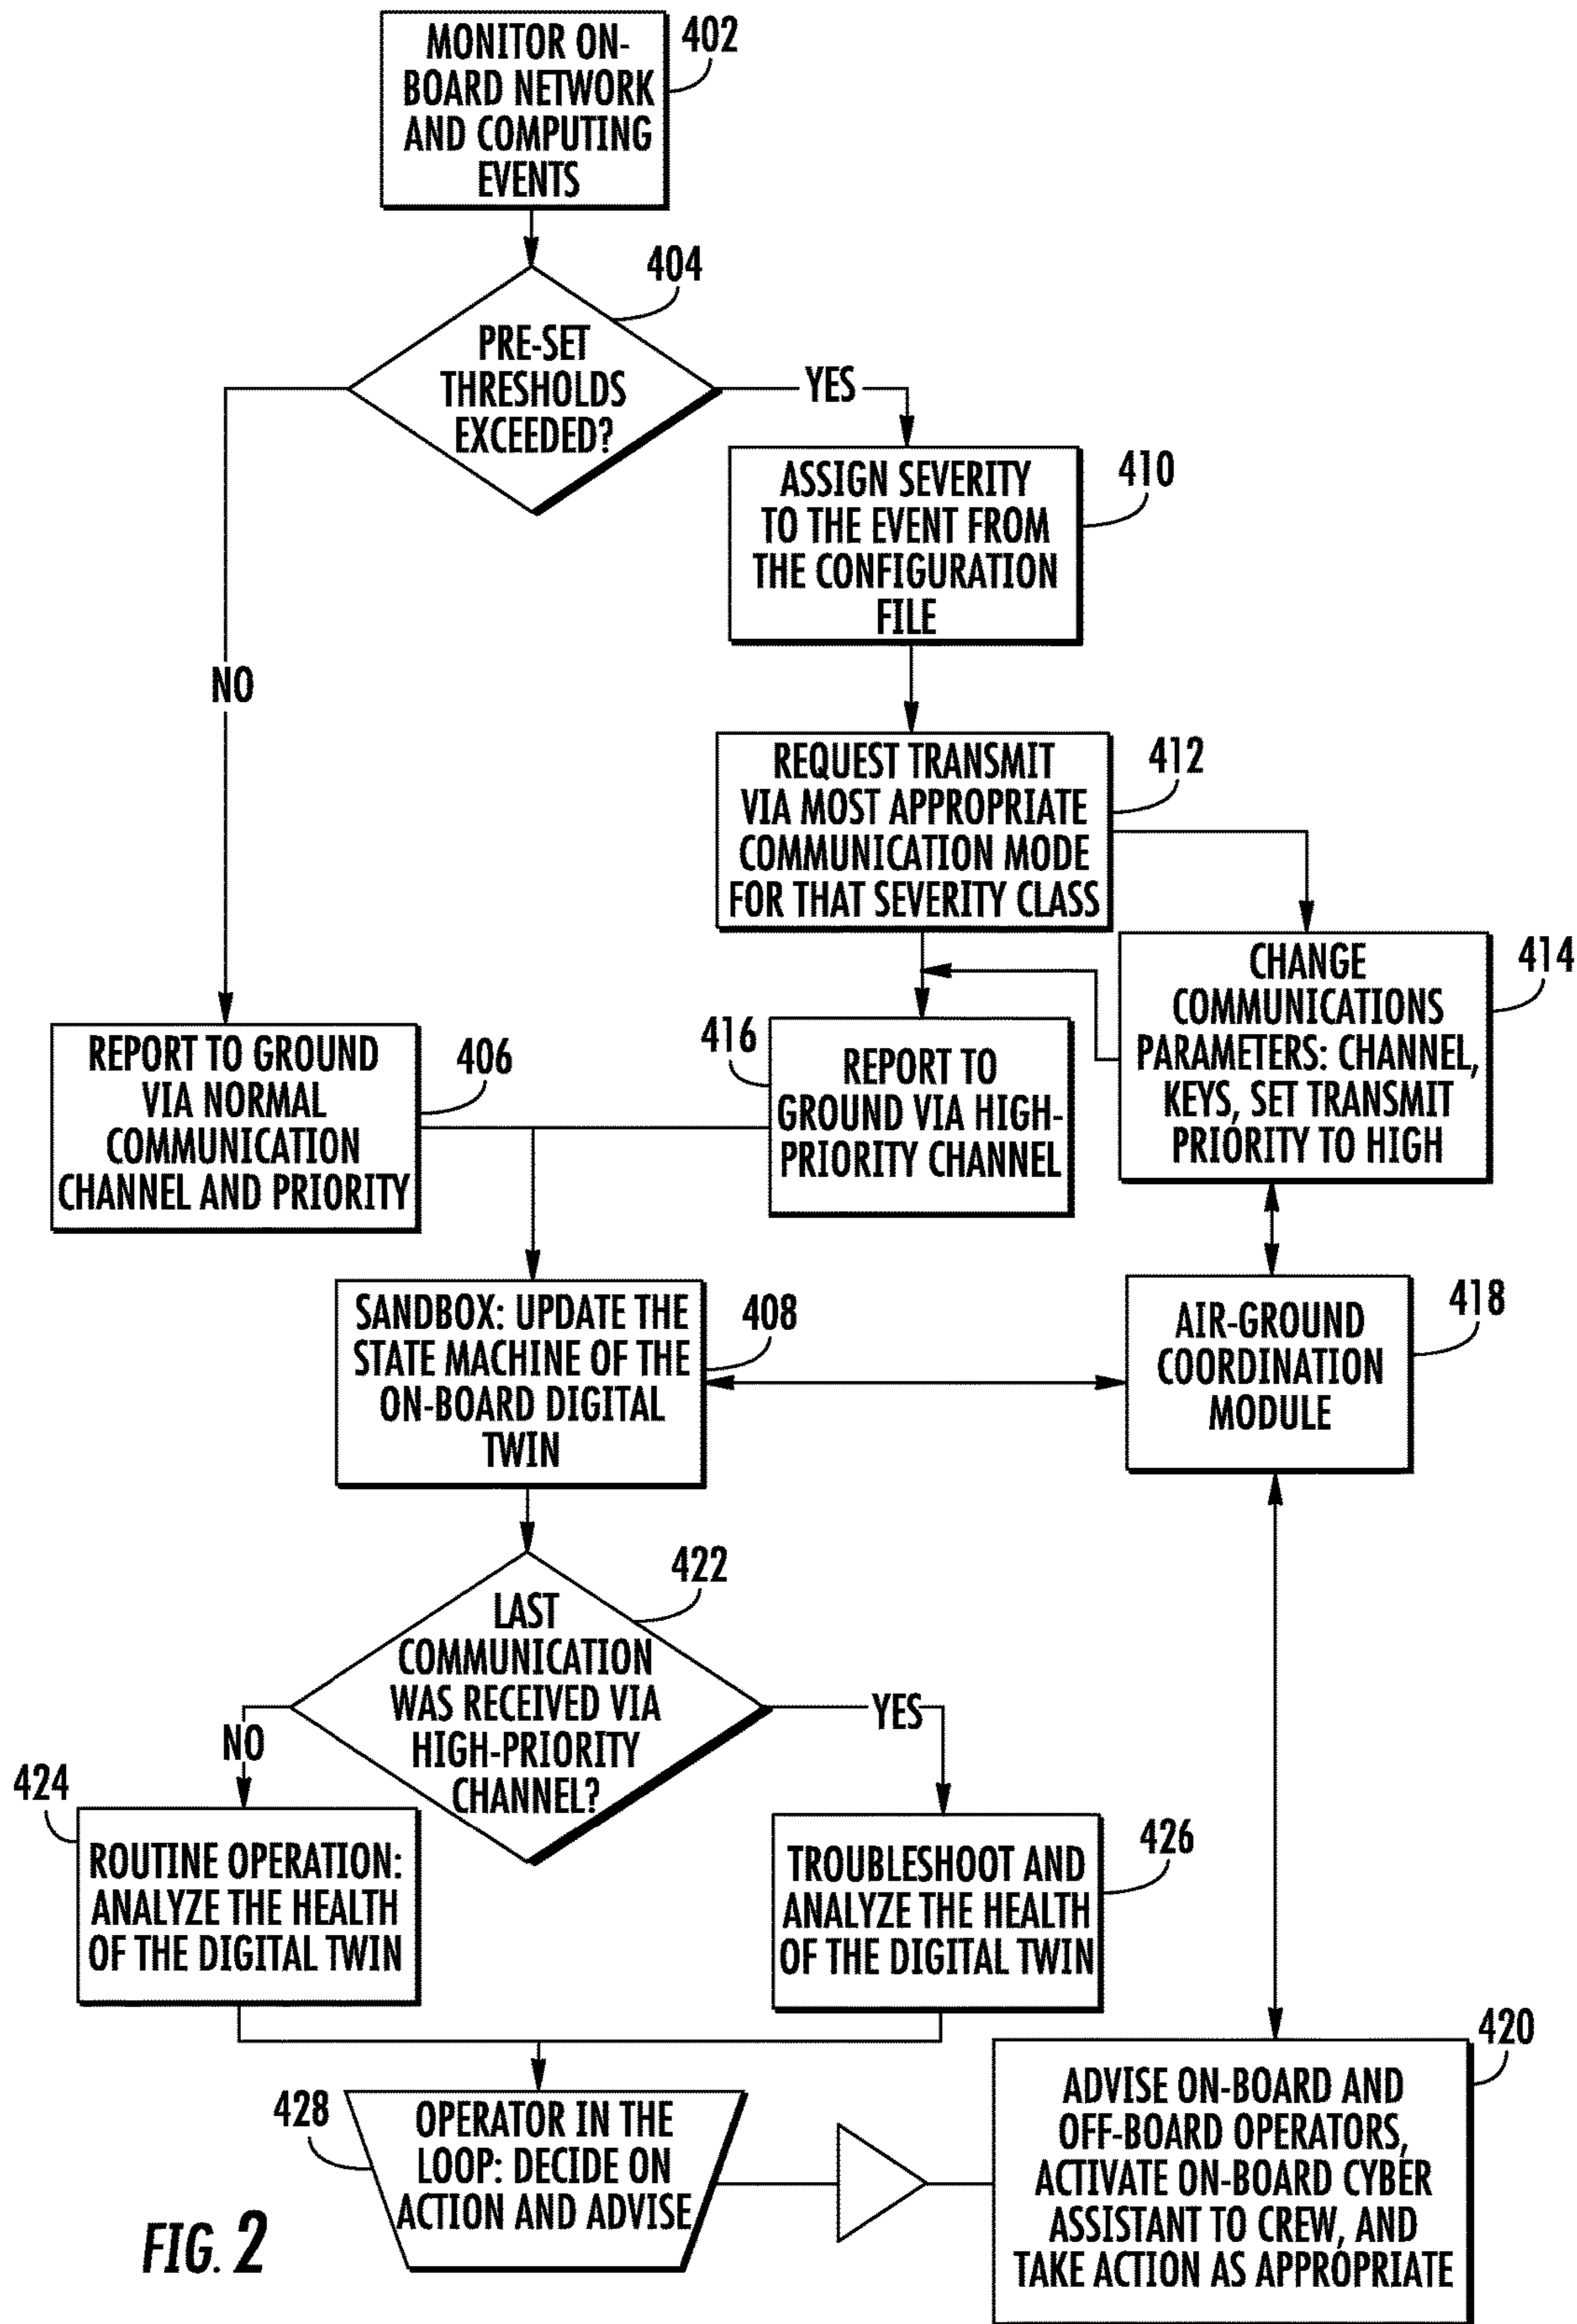 MONITOR ON-
BOARD NETWORK
AND COMPUTING
EVENTS
402
404
PRE-SET
THRESHOLDS
EXCEEDED?
YES
NO
ASSIGN SEVERITY
TO THE EVENT FROM
THE CONFIGURATION
FILE
410
REQUEST TRANSMIT
VIA MOST APPROPRIATE
COMMUNICATION MODE
FOR THAT SEVERITY CLASS
412
CHANGE
COMMUNICATIONS
PARAMETERS: CHANNEL,
KEYS, SET TRANSMIT
PRIORITY TO HIGH
414
REPORT TO GROUND
VIA NORMAL
COMMUNICATION
CHANNEL AND PRIORITY
406
416
REPORT TO
GROUND VIA HIGH-
PRIORITY CHANNEL
SANDBOX: UPDATE THE
STATE MACHINE OF THE
ON-BOARD DIGITAL
TWIN
408
AIR-GROUND
COORDINATION
MODULE
418
422
LAST
COMMUNICATION
WAS RECEIVED VIA
HIGH-PRIORITY
CHANNEL?
NO
YES
424
ROUTINE OPERATION:
ANALYZE THE HEALTH
OF THE DIGITAL TWIN
TROUBLESHOOT AND
ANALYZE THE HEALTH
OF THE DIGITAL TWIN
426
428
OPERATOR IN THE
LOOP: DECIDE ON
ACTION AND ADVISE
420
ADVISE ON-BOARD AND
OFF-BOARD OPERATORS,
ACTIVATE ON-BOARD CYBER
ASSISTANT TO CREW, AND
TAKE ACTION AS APPROPRIATE
FIG. 2